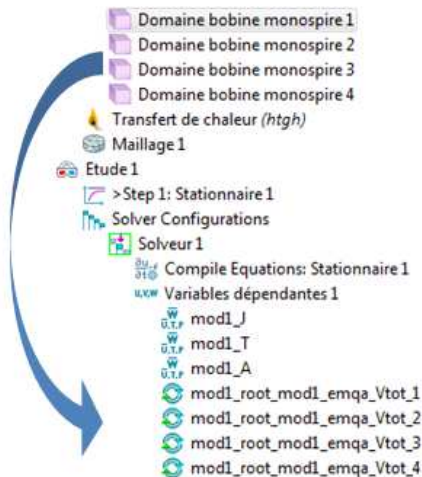 Domaine bobine monospire 1
Domaine bobine monospire 2
Domaine bobine monospire 3
Domaine bobine monospire 4
Transfert de chaleur (htgh)
Maillage 1
Etude 1
>Step 1: Stationnaire 1
Solver Configurations
Solveur 1
Compile Equations: Stationnaire 1
Variables dépendantes 1
mod1_J
mod1_T
mod1_A
mod1_root_mod1_emqa_Vtot_1
mod1_root_mod1_emqa_Vtot_2
mod1_root_mod1_emqa_Vtot_3
mod1_root_mod1_emqa_Vtot_4